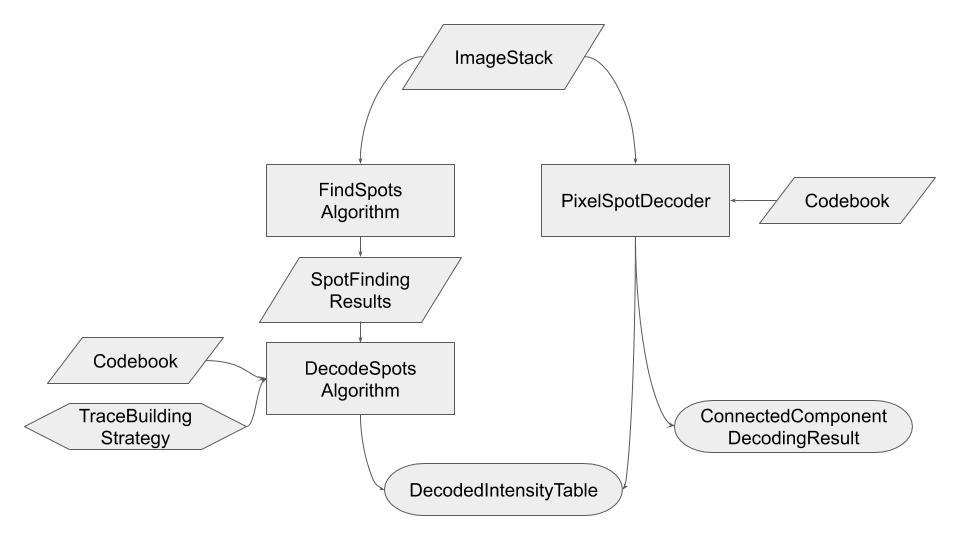 ImageStack
FindSpots
Algorithm
PixelSpotDecoder
Codebook
SpotFinding
Results
Codebook
DecodeSpots
Algorithm
TraceBuilding
Strategy
ConnectedComponent
DecodingResult
DecodedIntensityTable